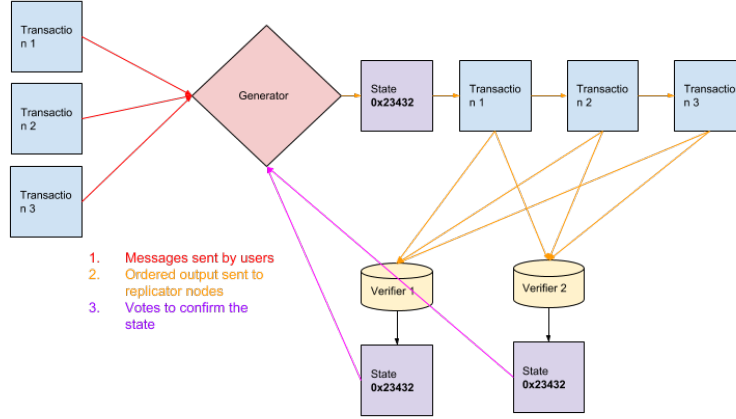 Transactio
n 1
Transactio
n 2
Transactio
n 3
Generator
State
0x23432
Transactio
n 1
Transactio
n 2
Transactio
n 3
1. Messages sent by users
2. Ordered output sent to
replicator nodes
3. Votes to confirm the
state
Verifier 1
Verifier 2
State
0x23432
State
0x23432